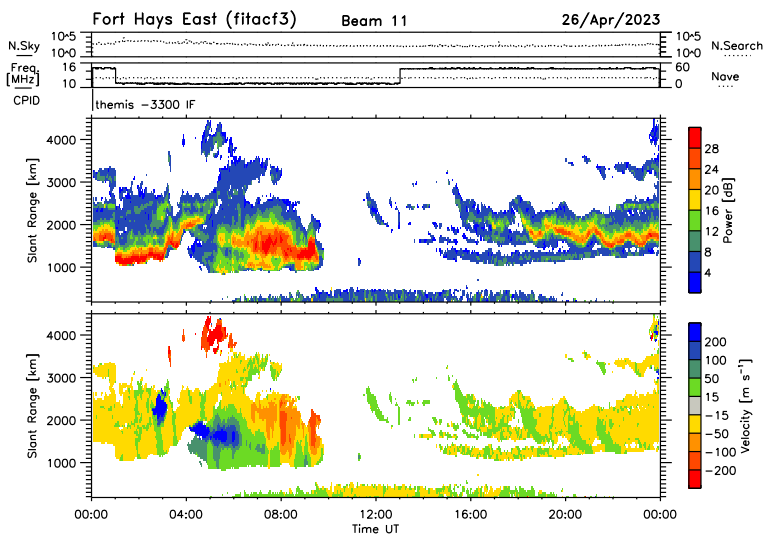 Fort Hays East (fitacf3) Beam 11 26/Apr/2023
N.Sky 10^5 10^0 10^5 10^0 N.Search
Freq. [MHz] 16 10 60 0 Nave
CPID themis -3300 IF
Slant Range [km]
4000
3000
2000
1000
28
24
20
16
12
8
4
Power [dB]
Slant Range [km]
4000
3000
2000
1000
200
100
50
15
-15
-50
-100
-200
Velocity [m s⁻¹]
00:00 04:00 08:00 12:00 16:00 20:00 00:00
Time UT